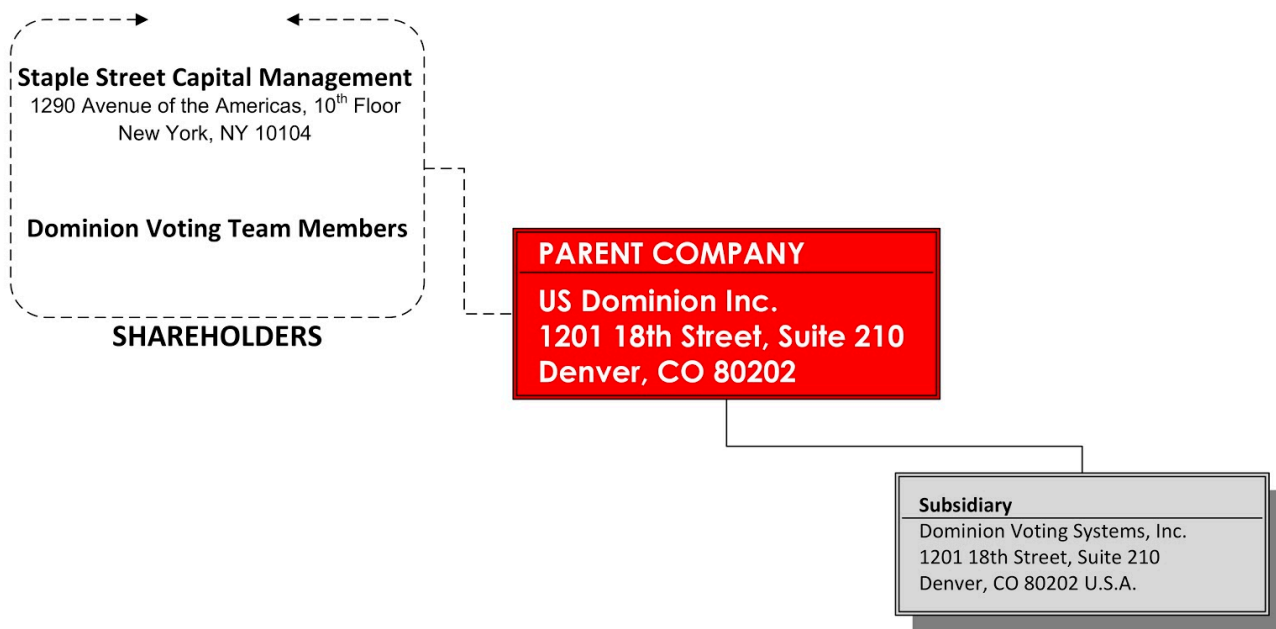 Staple Street Capital Management
1290 Avenue of the Americas, 10th Floor
New York, NY 10104
Dominion Voting Team Members
SHAREHOLDERS
PARENT COMPANY
US Dominion Inc.
1201 18th Street, Suite 210
Denver, CO 80202
Subsidiary
Dominion Voting Systems, Inc.
1201 18th Street, Suite 210
Denver, CO 80202 U.S.A.